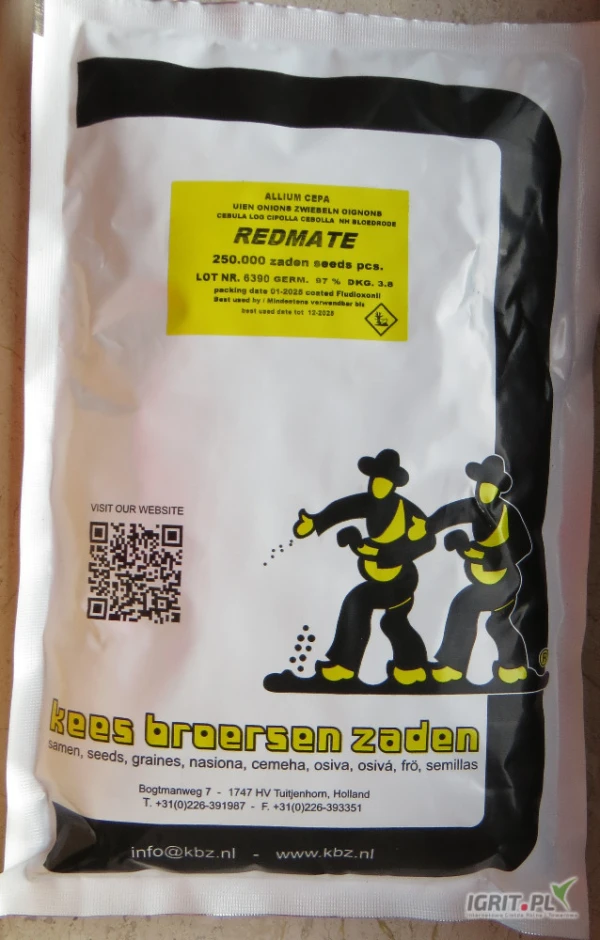 ALLIUM CEPA
UIEN ONIONS ZWIEBELN OIGNONS
CEBULA LOG CIPOLLA CEBOLLA NH BLOEDRODE
REDMATE
250.000 zaden seeds pcs.
LOT NR. 6390 GERM. 97 % DKG. 3.8
packing date 01-2025 coated Fludioxonil
Best used by / Mindestens verwendbar bis
best used date tot 12-2028
VISIT OUR WEBSITE
kees broersen zaden
samen, seeds, graines, nasiona, cemeha, osiva, osivá, frö, semillas
Bogtmanweg 7 - 1747 HV Tuitjenhorn, Holland
T. +31(0)226-391987 - F. +31(0)226-393351
info@kbz.nl - www.kbz.nl
IGRIT.PL